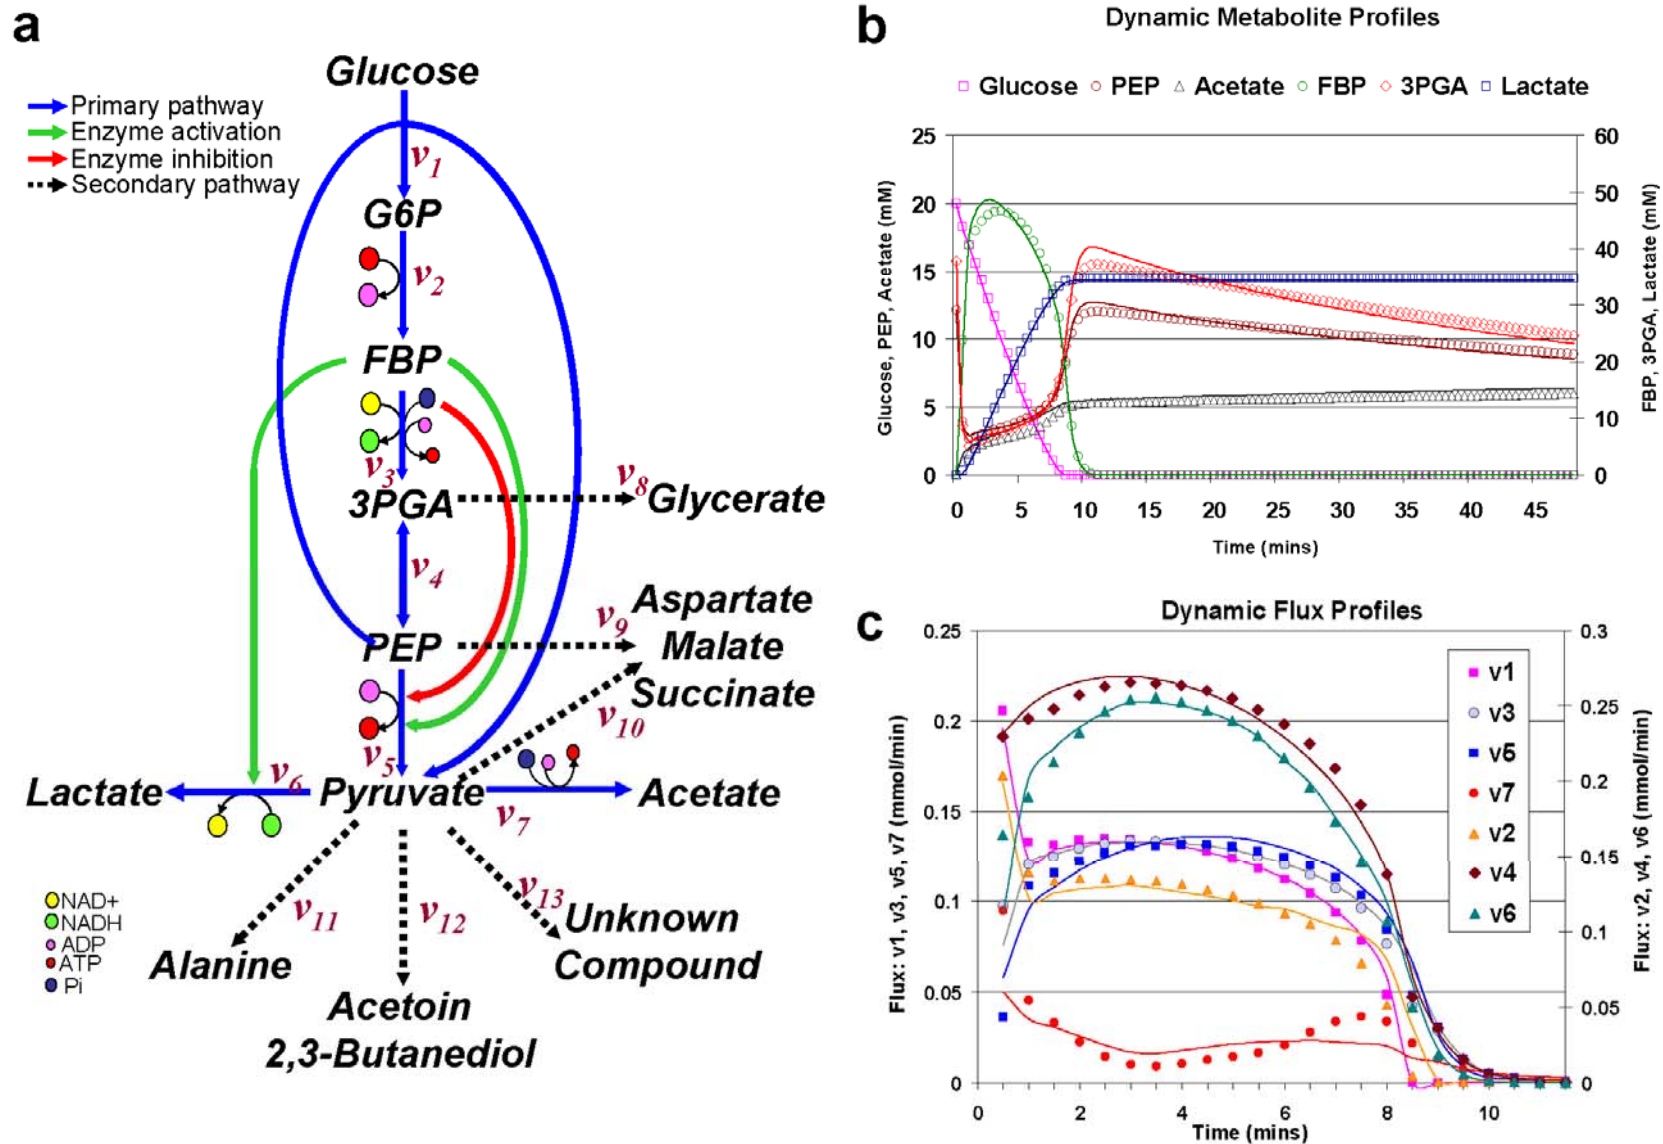 a
Glucose
Primary pathway
Enzyme activation
Enzyme inhibition
Secondary pathway
v1
G6P
v2
FBP
v3
3PGA
v8
Glycerate
v4
Aspartate
v9
PEP
Malate
Succinate
v10
v5
v6
Lactate
Pyruvate
Acetate
v7
v11
v12
v13
Unknown
Compound
Alanine
Acetoin
2,3-Butanediol
NAD+
NADH
ADP
ATP
Pi
b
Dynamic Metabolite Profiles
Glucose PEP Acetate FBP 3PGA Lactate
Glucose, PEP, Acetate (mM)
25
20
15
10
5
0
60
50
40
30
20
10
0
FBP, 3PGA, Lactate (mM)
0 5 10 15 20 25 30 35 40 45
Time (mins)
c
Dynamic Flux Profiles
Flux: v1, v3, v5, v7 (mmol/min)
0.25
0.2
0.15
0.1
0.05
0
0.3
0.25
0.2
0.15
0.1
0.05
0
Flux: v2, v4, v6 (mmol/min)
v1
v3
v5
v7
v2
v4
v6
0 2 4 6 8 10
Time (mins)